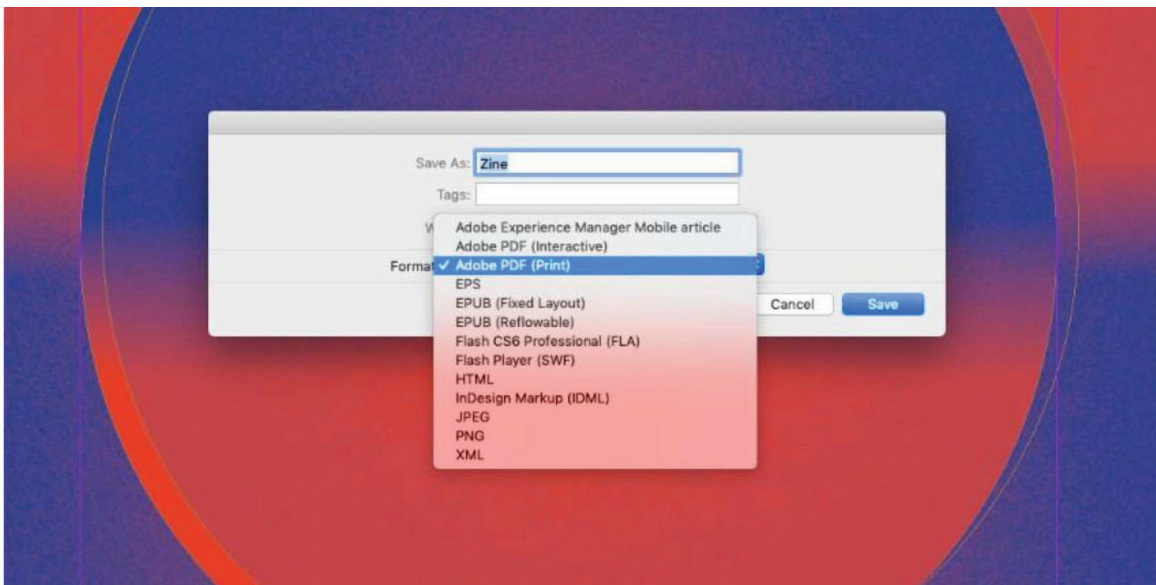 Save As: Zine
Tags:
W
Adobe Experience Manager Mobile article
Adobe PDF (Interactive)
Format ✓ Adobe PDF (Print)
EPS
EPUB (Fixed Layout)
EPUB (Reflowable)
Cancel Save
Flash CS6 Professional (FLA)
Flash Player (SWF)
HTML
InDesign Markup (IDML)
JPEG
PNG
XML